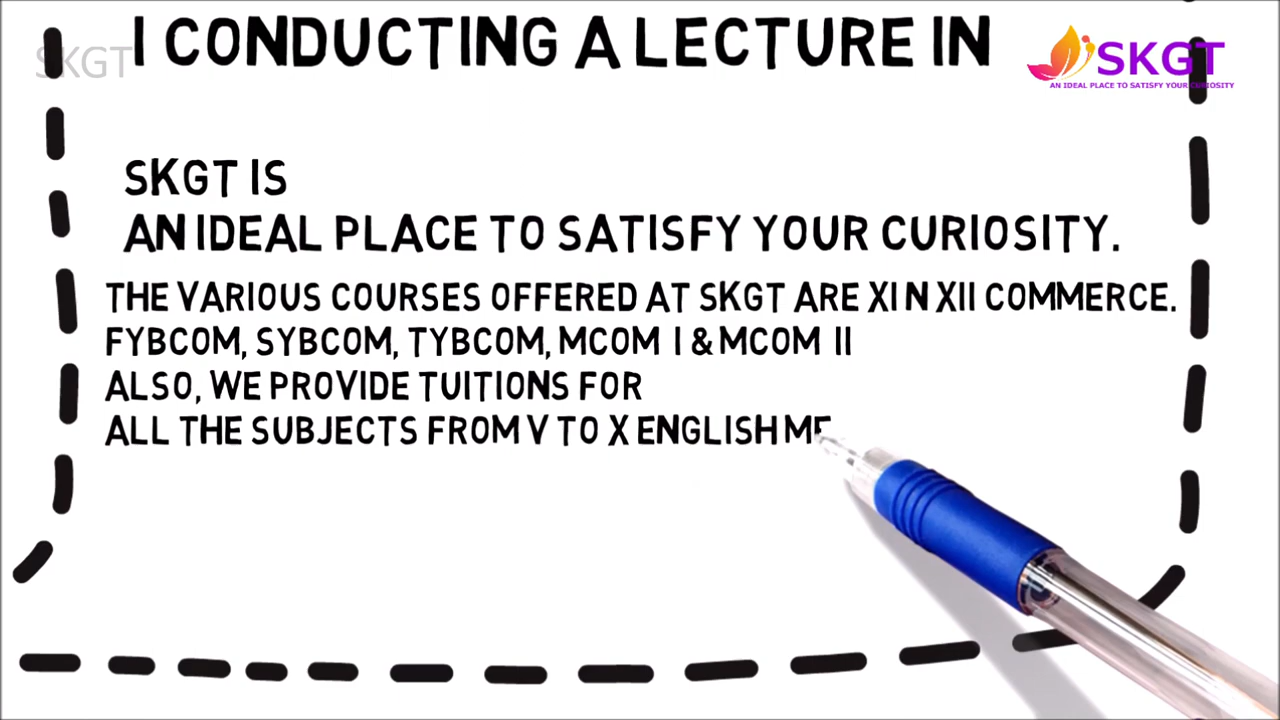 I CONDUCTING A LECTURE IN
SKGT
SKGT
AN IDEAL PLACE TO SATISFY YOUR CURIOSITY
SKGT IS
AN IDEAL PLACE TO SATISFY YOUR CURIOSITY.
THE VARIOUS COURSES OFFERED AT SKGT ARE XI N XII COMMERCE.
FYBCOM, SYBCOM, TYBCOM, MCOM I & MCOM II
ALSO, WE PROVIDE TUITIONS FOR
ALL THE SUBJECTS FROM V TO X ENGLISH